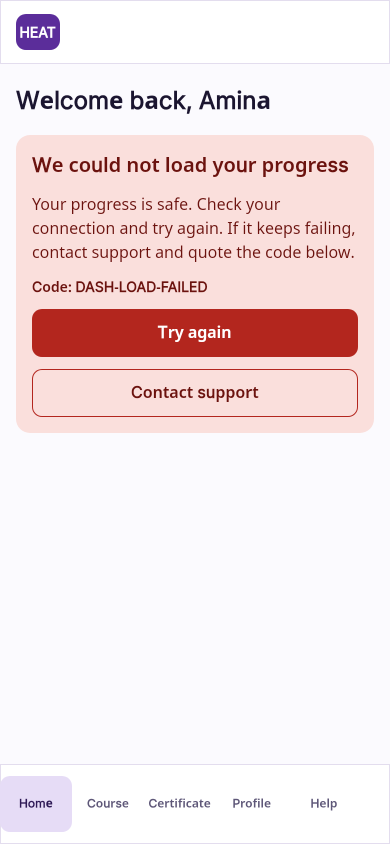 HEAT
Welcome back, Amina
We could not load your progress
Your progress is safe. Check your
connection and try again. If it keeps failing,
contact support and quote the code below.
Code: DASH-LOAD-FAILED
Try again
Contact support
Home Course Certificate Profile Help